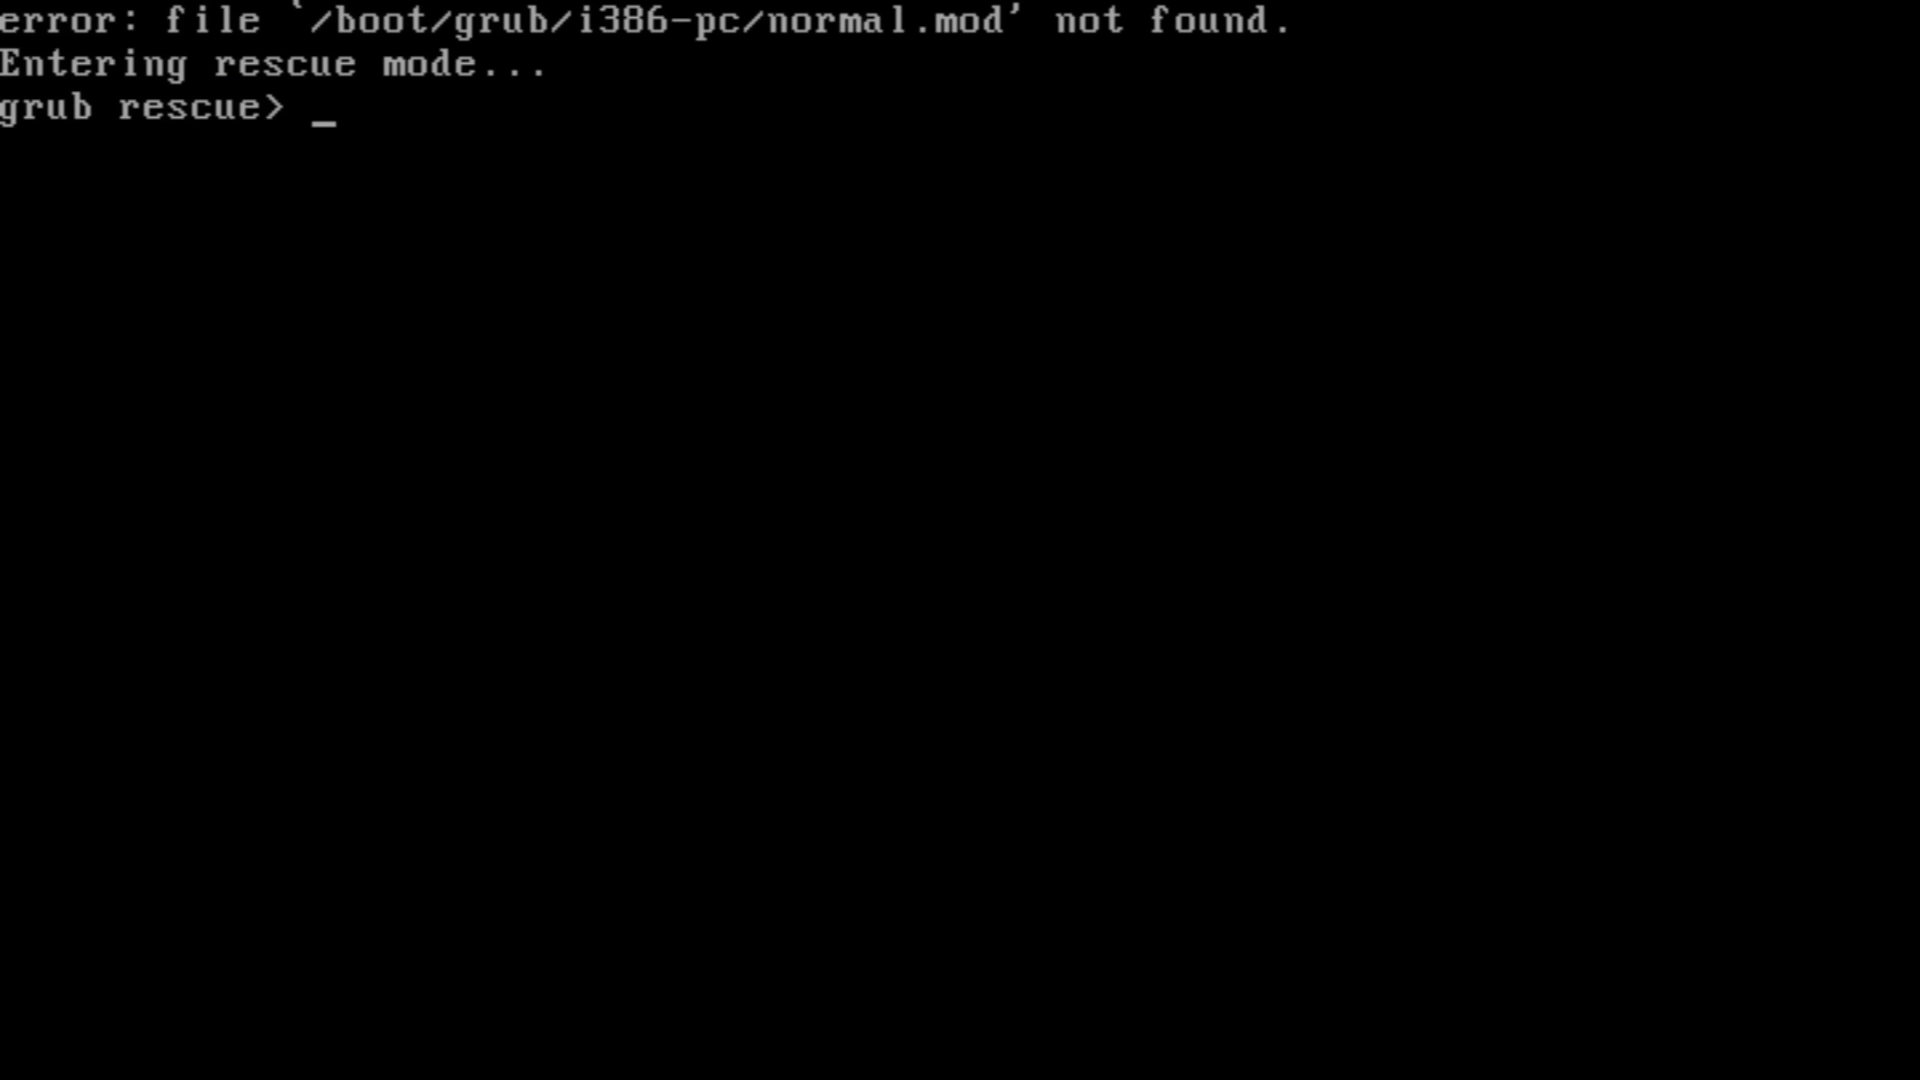 error: file `/boot/grub/i386-pc/normal.mod' not found.
Entering rescue mode...
grub rescue> _